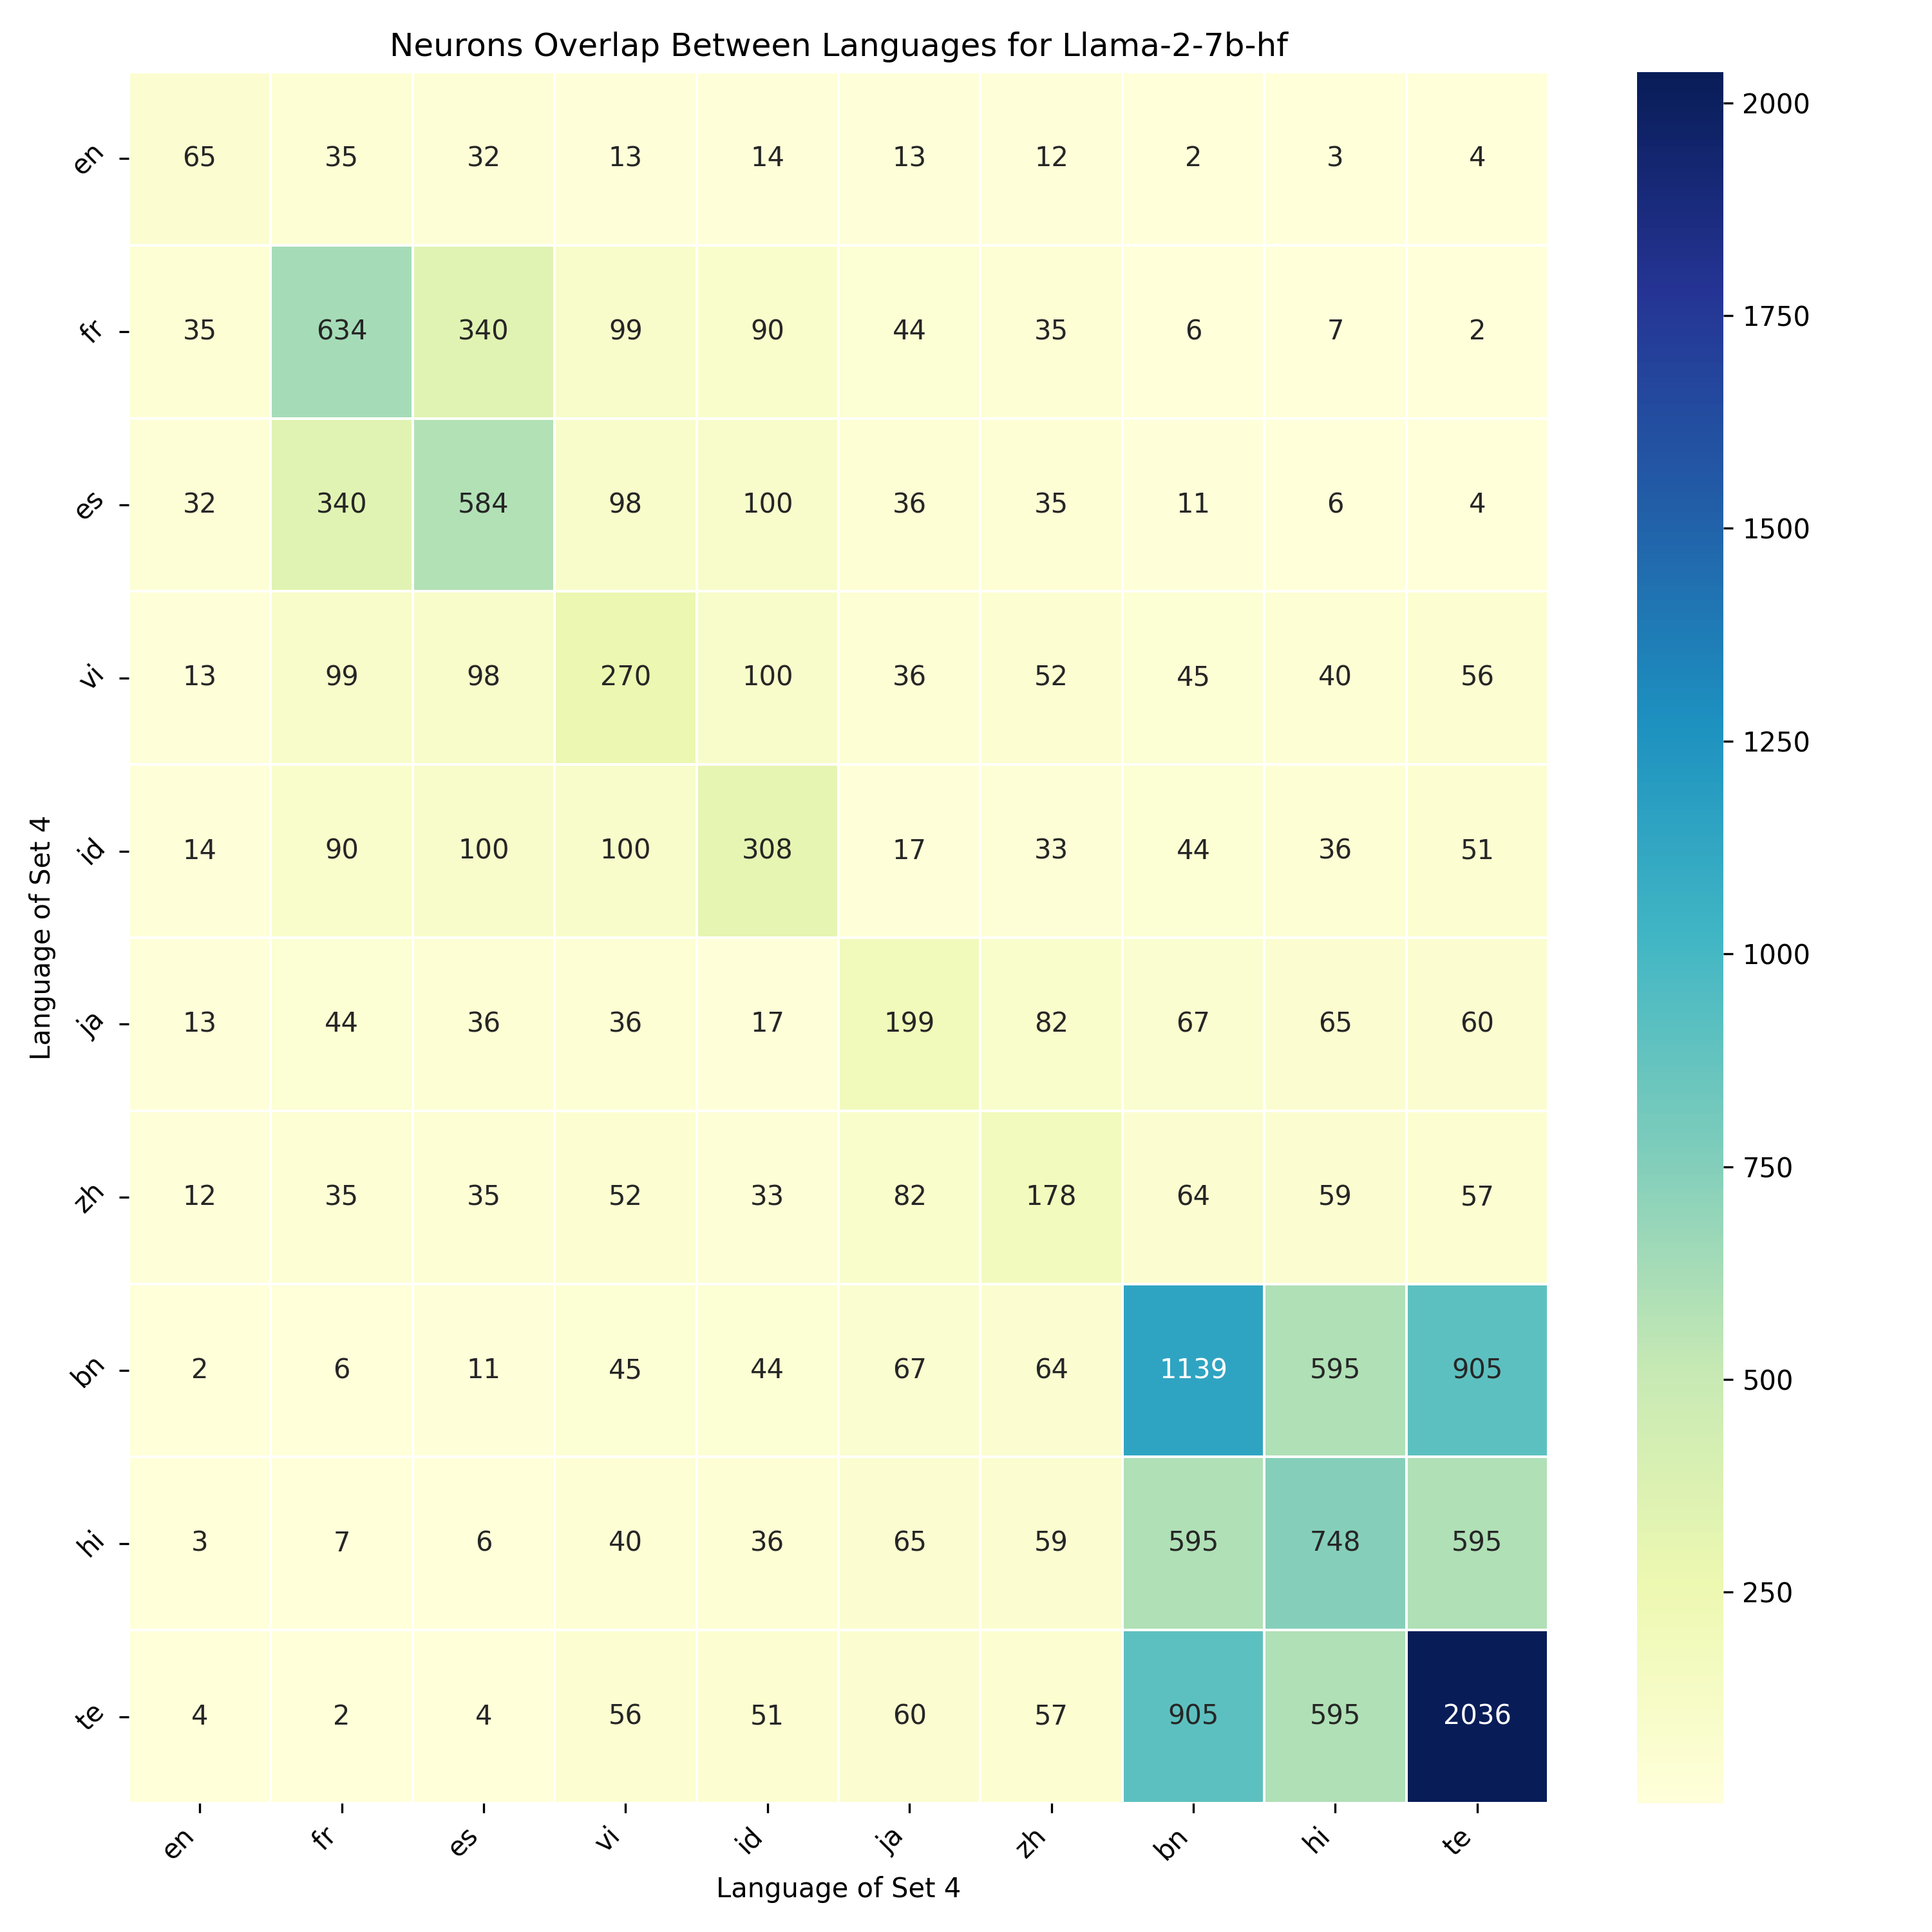 Neurons Overlap Between Languages for Llama-2-7b-hf
en 65 35 32 13 14 13 12 2 3 4
fr 35 634 340 99 90 44 35 6 7 2
es 32 340 584 98 100 36 35 11 6 4
vi 13 99 98 270 100 36 52 45 40 56
id 14 90 100 100 308 17 33 44 36 51
ja 13 44 36 36 17 199 82 67 65 60
zh 12 35 35 52 33 82 178 64 59 57
bn 2 6 11 45 44 67 64 1139 595 905
hi 3 7 6 40 36 65 59 595 748 595
te 4 2 4 56 51 60 57 905 595 2036
en fr es vi id ja zh bn hi te
Language of Set 4
Language of Set 4
2000
1750
1500
1250
1000
750
500
250